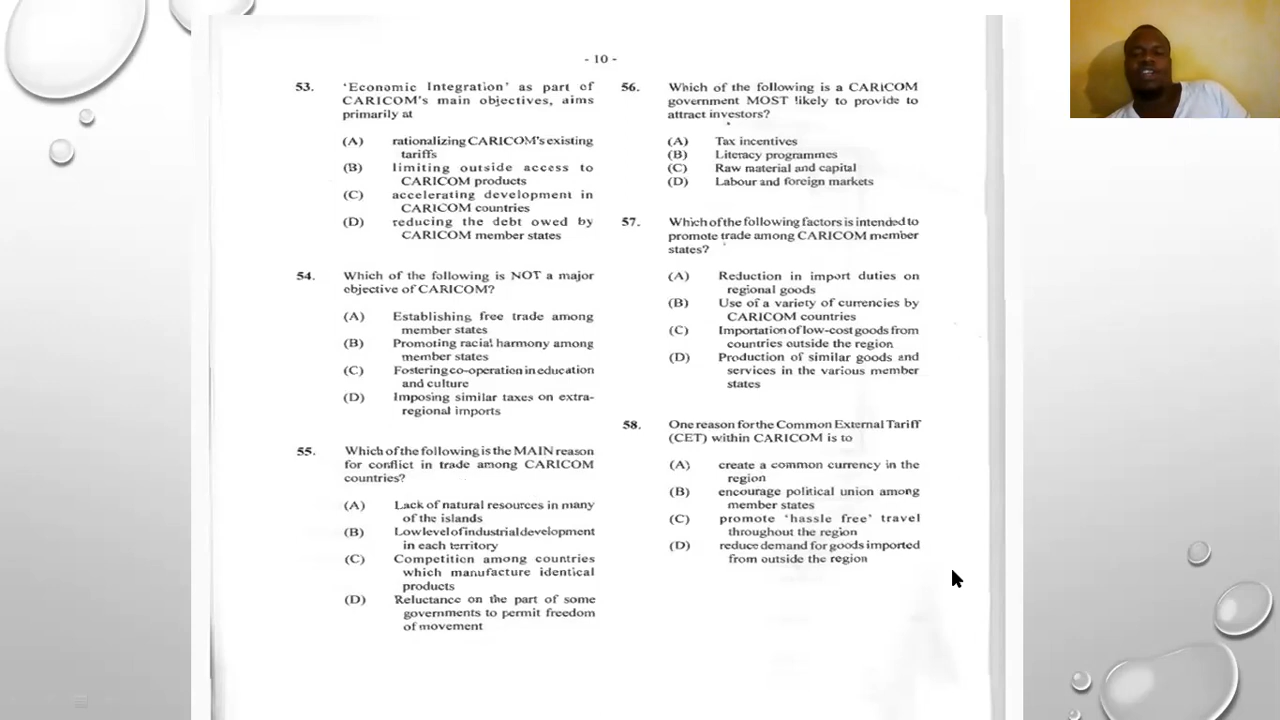 - 10 -
53. 'Economic Integration' as part of
CARICOM's main objectives, aims
primarily at
(A) rationalizing CARICOM's existing
tariffs
(B) limiting outside access to
CARICOM products
(C) accelerating development in
CARICOM countries
(D) reducing the debt owed by
CARICOM member states
54. Which of the following is NOT a major
objective of CARICOM?
(A) Establishing free trade among
member states
(B) Promoting racial harmony among
member states
(C) Fostering co-operation in education
and culture
(D) Imposing similar taxes on extra-
regional imports
55. Which of the following is the MAIN reason
for conflict in trade among CARICOM
countries?
(A) Lack of natural resources in many
of the islands
(B) Low level of industrial development
in each territory
(C) Competition among countries
which manufacture identical
products
(D) Reluctance on the part of some
governments to permit freedom
of movement
56. Which of the following is a CARICOM
government MOST likely to provide to
attract investors?
(A) Tax incentives
(B) Literacy programmes
(C) Raw material and capital
(D) Labour and foreign markets
57. Which of the following factors is intended to
promote trade among CARICOM member
states?
(A) Reduction in import duties on
regional goods
(B) Use of a variety of currencies by
CARICOM countries
(C) Importation of low-cost goods from
countries outside the region
(D) Production of similar goods and
services in the various member
states
58. One reason for the Common External Tariff
(CET) within CARICOM is to
(A) create a common currency in the
region
(B) encourage political union among
member states
(C) promote 'hassle free' travel
throughout the region
(D) reduce demand for goods imported
from outside the region